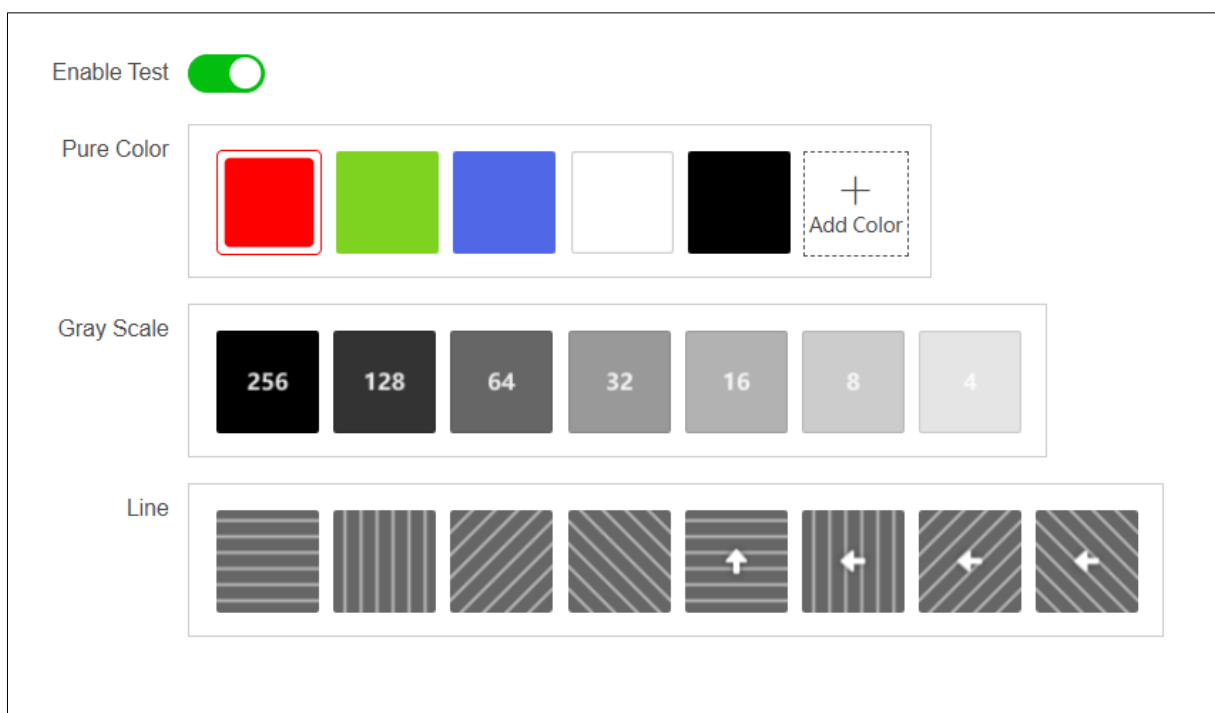 Enable Test
Pure Color
Add Color
Gray Scale
256 128 64 32 16 8 4
Line